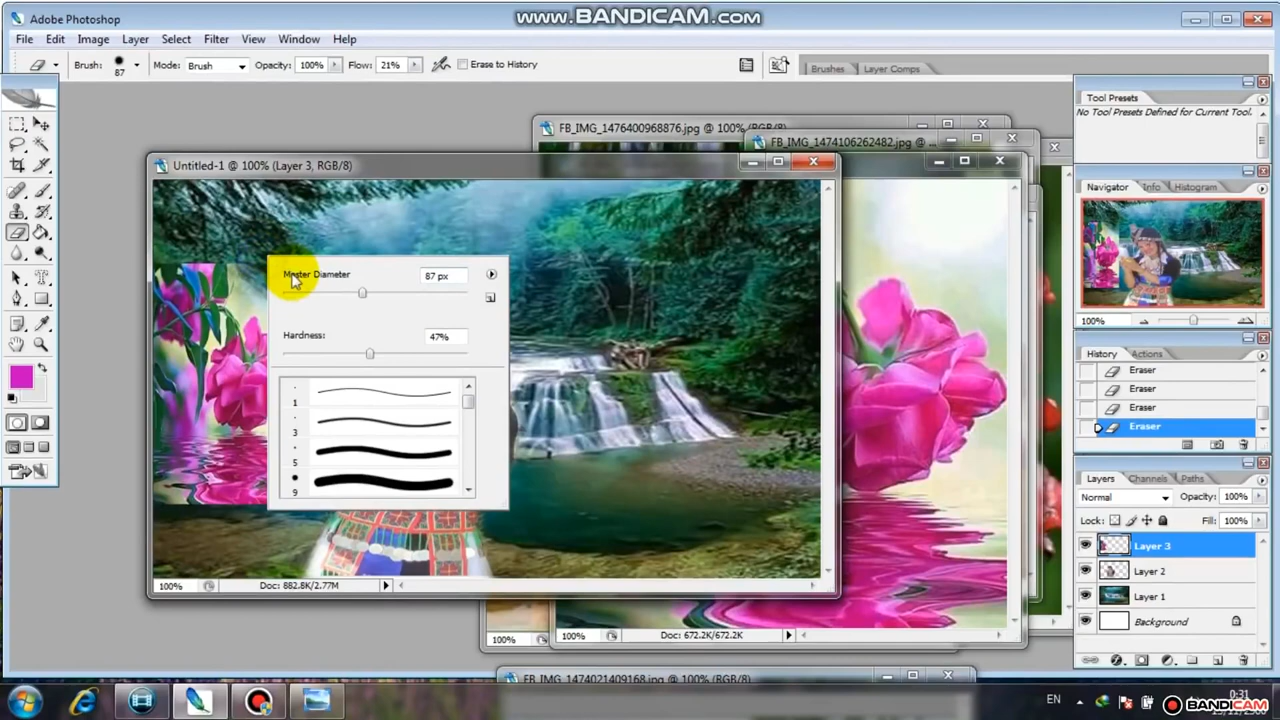 www.BANDICAM.com
Adobe Photoshop
File Edit Image Layer Select Filter View Window Help
Brush: 87 Mode: Brush Opacity: 100% Flow: 21% Erase to History
Brushes Layer Comps
Tool Presets
No Tool Presets Defined for Current Tool.
FB_IMG_1476400968876.jpg @ 100% (RGB/8)
FB_IMG_1474106262482.jpg @ ...
Untitled-1 @ 100% (Layer 3, RGB/8)
Navigator Info Histogram
100%
Master Diameter 87 px
Hardness: 47%
1
3
5
9
History Actions
Eraser
Eraser
Eraser
Eraser
Layers Channels Paths
Normal Opacity: 100%
Lock: Fill: 100%
Layer 3
Layer 2
Layer 1
Background
100% Doc: 882.8K/2.77M
100%
100% Doc: 672.2K/672.2K
FB_IMG_1474021409168.jpg @ 100% (RGB/8)
EN
0:31
BANDICAM